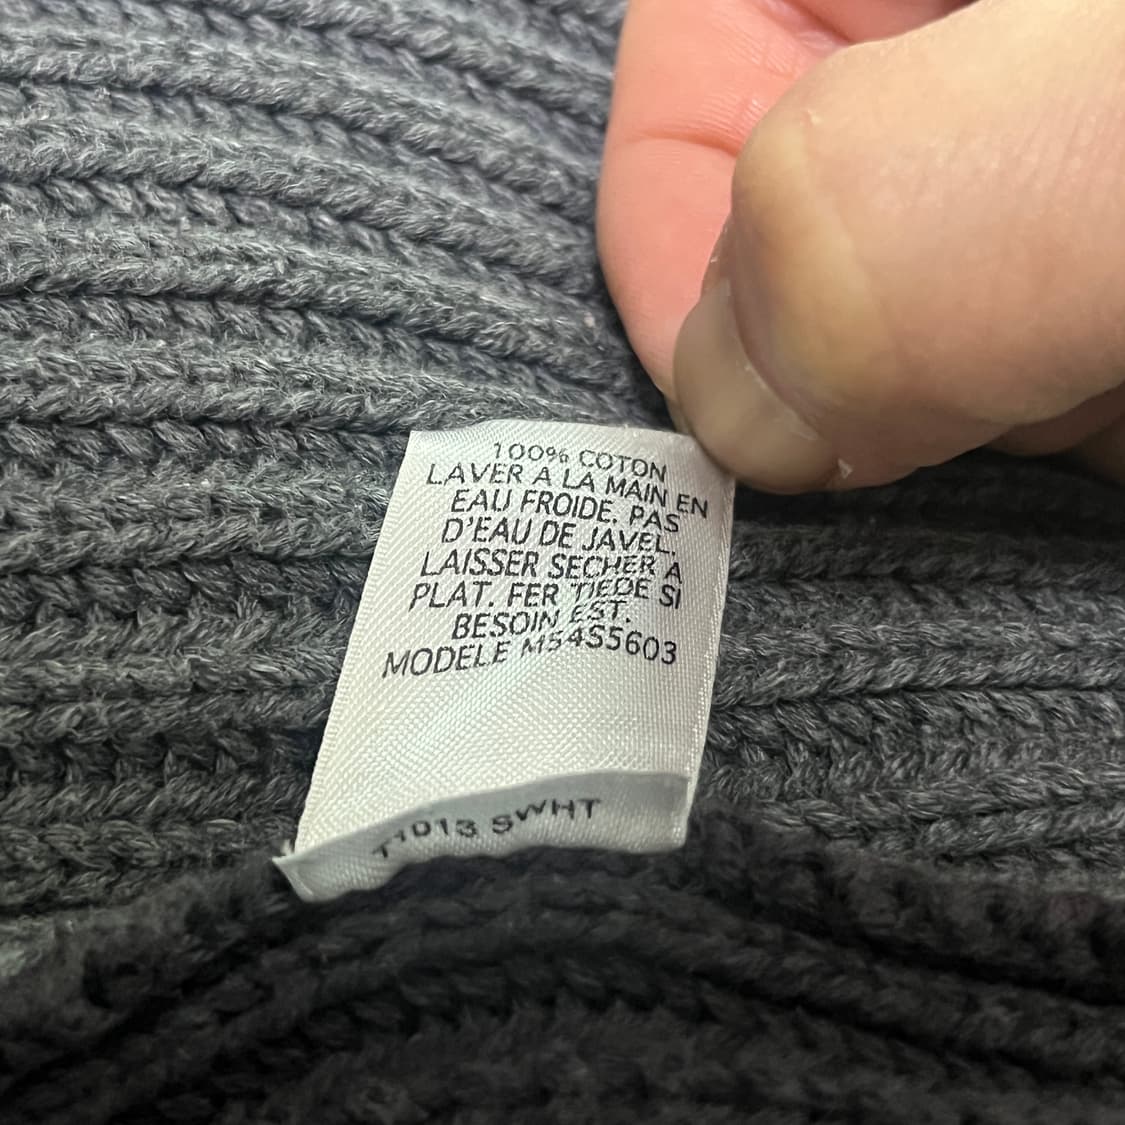 100% COTON
LAVER A LA MAIN EN
EAU FROIDE. PAS
D'EAU DE JAVEL.
LAISSER SECHER A
PLAT. FER TIEDE SI
BESOIN EST.
MODELE M54S5603
T1013 SWHT